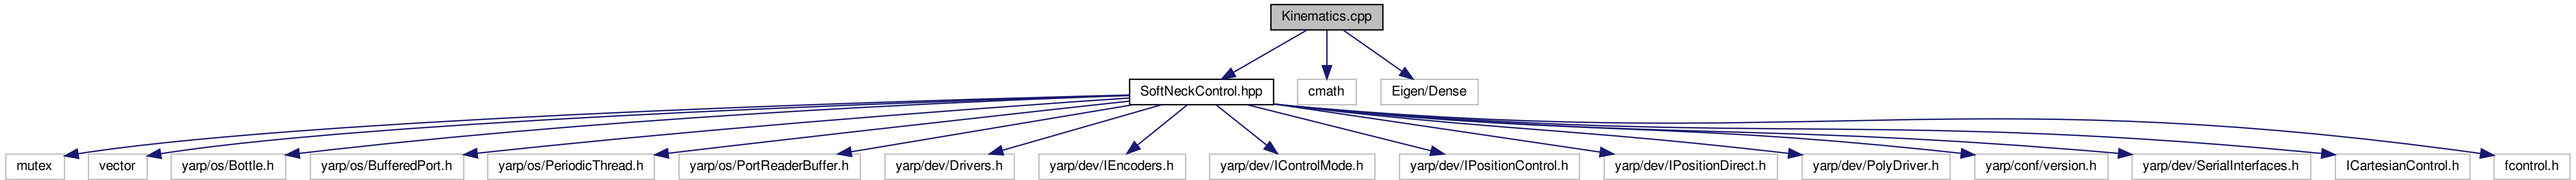 Kinematics.cpp
SoftNeckControl.hpp
cmath
Eigen/Dense
mutex
vector
yarp/os/Bottle.h
yarp/os/BufferedPort.h
yarp/os/PeriodicThread.h
yarp/os/PortReaderBuffer.h
yarp/dev/Drivers.h
yarp/dev/IEncoders.h
yarp/dev/IControlMode.h
yarp/dev/IPositionControl.h
yarp/dev/IPositionDirect.h
yarp/dev/PolyDriver.h
yarp/conf/version.h
yarp/dev/SerialInterfaces.h
ICartesianControl.h
fcontrol.h